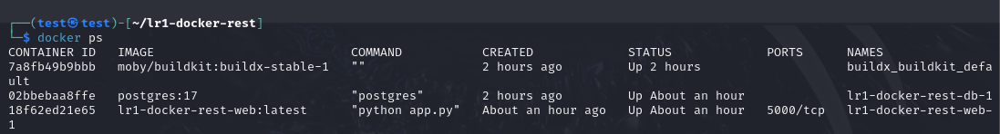 ┌──(test㉿test)-[~/lr1-docker-rest]
└─$ docker ps
CONTAINER ID   IMAGE                           COMMAND          CREATED             STATUS              PORTS      NAMES
7a8fb49b9bbb   moby/buildkit:buildx-stable-1   ""               2 hours ago         Up 2 hours                     buildx_buildkit_defa
ult
02bbebaa8ffe   postgres:17                     "postgres"       2 hours ago         Up About an hour               lr1-docker-rest-db-1
18f62ed21e65   lr1-docker-rest-web:latest      "python app.py"   About an hour ago   Up About an hour   5000/tcp   lr1-docker-rest-web-
1